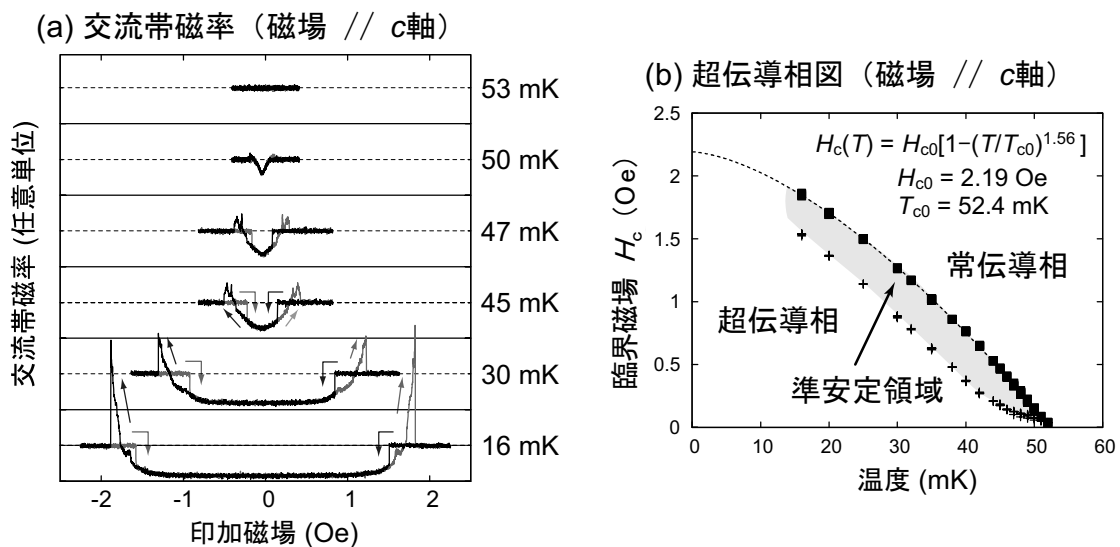 (a) 交流帯磁率（磁場 // c軸）
交流帯磁率 (任意単位)
53 mK
50 mK
47 mK
45 mK
30 mK
16 mK
-2
-1
0
1
2
印加磁場 (Oe)
(b) 超伝導相図（磁場 // c軸）
臨界磁場 Hc（Oe）
2.5
2
1.5
1
0.5
0
Hc(T) = Hc0[1−(T/Tc0)1.56]
Hc0 = 2.19 Oe
Tc0 = 52.4 mK
常伝導相
超伝導相
準安定領域
0
10
20
30
40
50
60
温度 (mK)